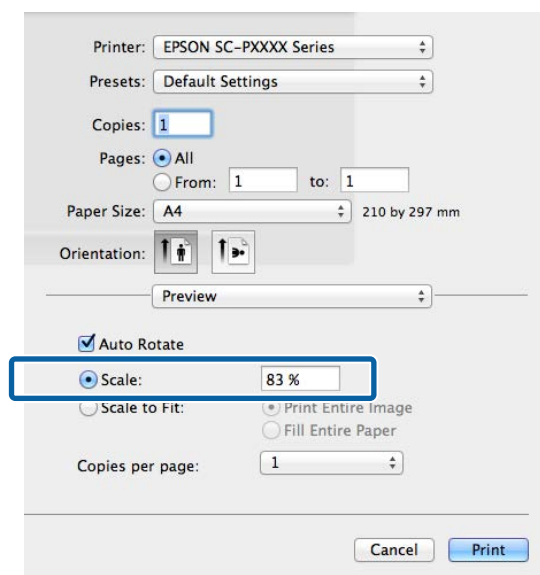 Printer: EPSON SC-PXXXX Series
Presets: Default Settings
Copies: 1
Pages: All
From: 1 to: 1
Paper Size: A4 210 by 297 mm
Orientation:
Preview
Auto Rotate
Scale: 83 %
Scale to Fit: Print Entire Image
Fill Entire Paper
Copies per page: 1
Cancel Print